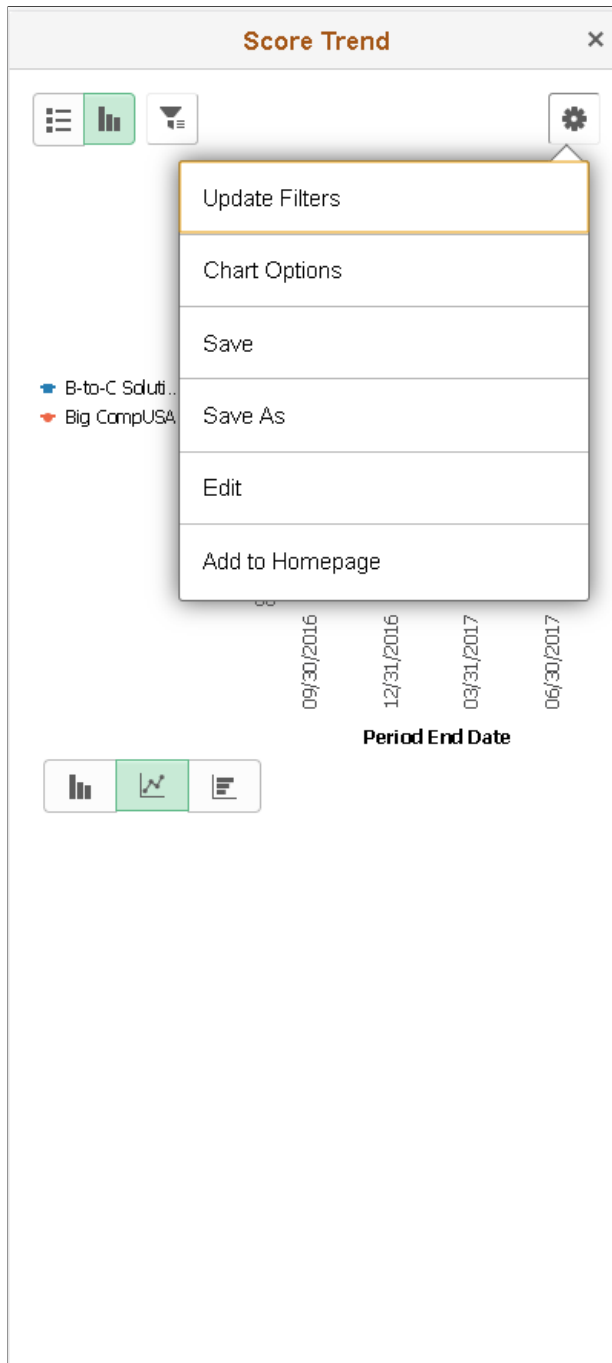 Score Trend
×
Update Filters
Chart Options
Save
B-to-C Soluti..
Big CompUSA
Save As
Edit
Add to Homepage
09/30/2016
12/31/2016
03/31/2017
06/30/2017
Period End Date